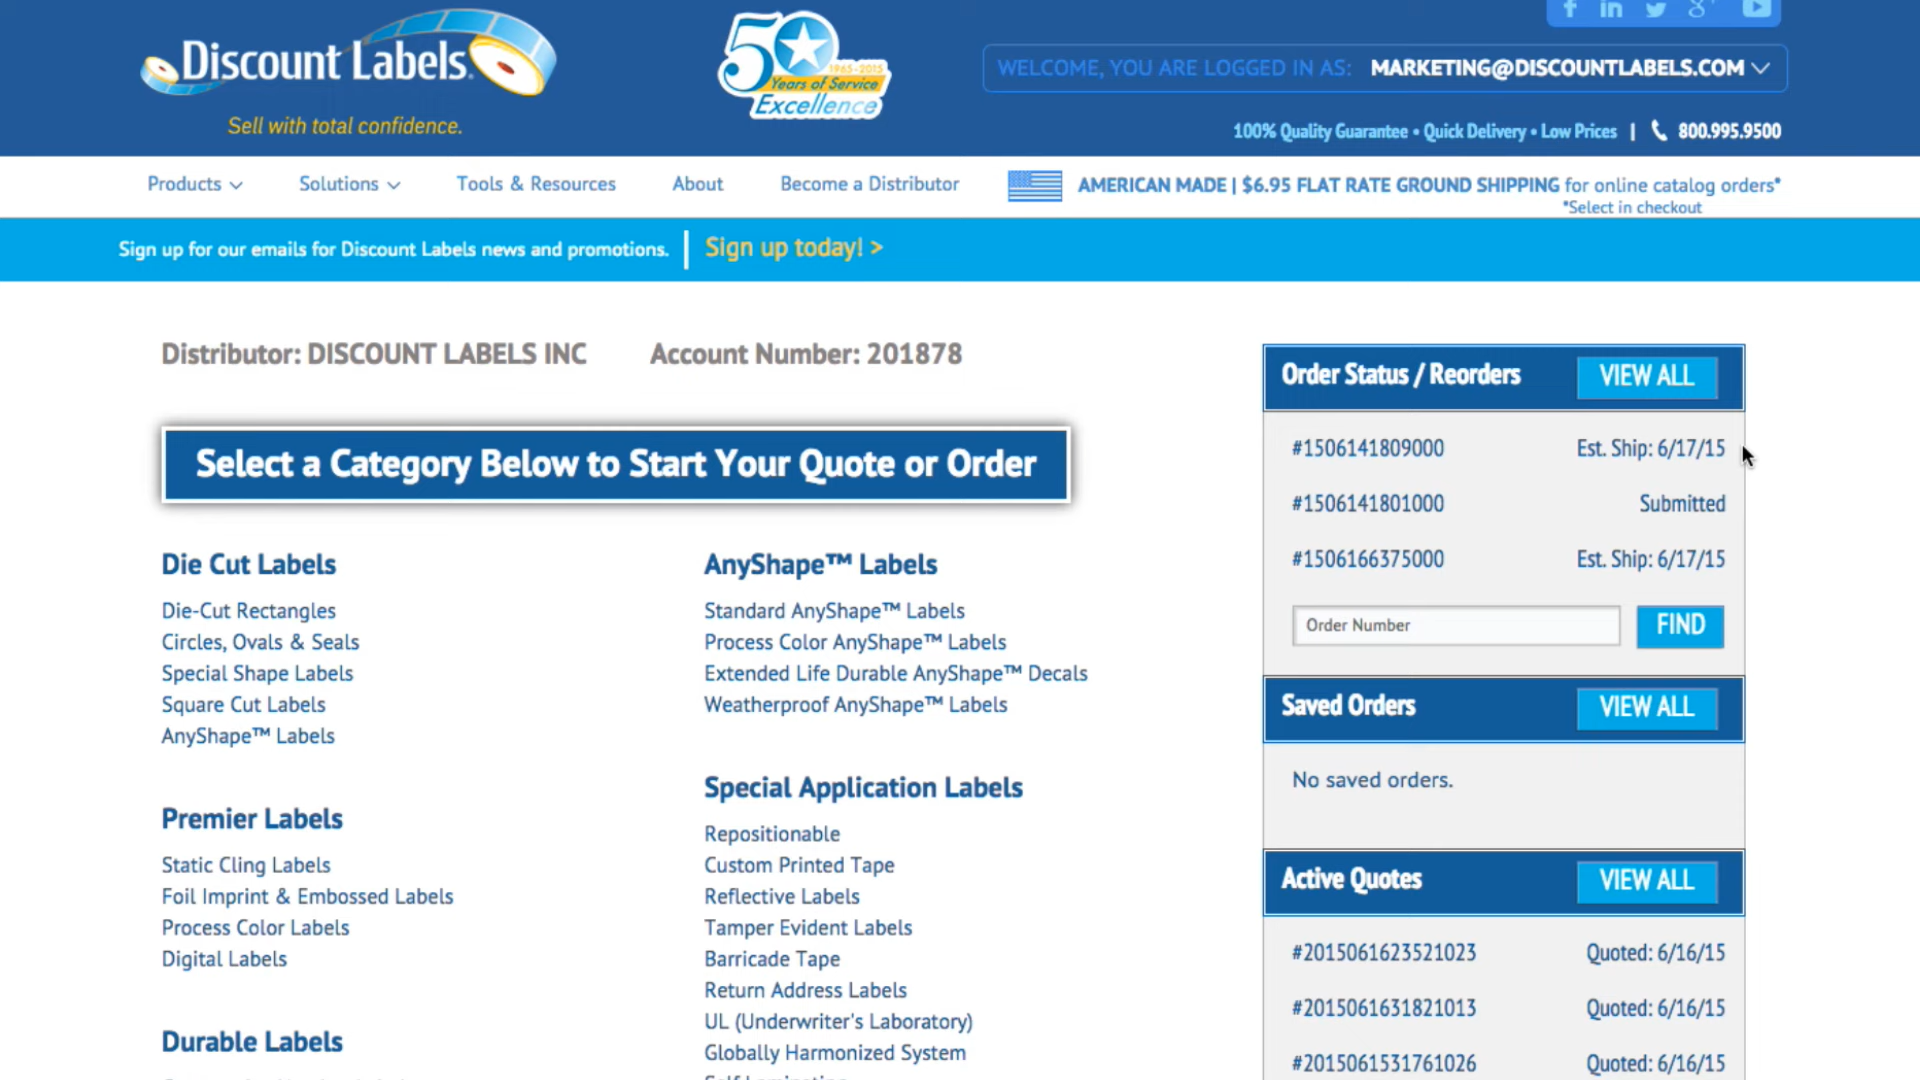 Discount Labels
Sell with total confidence.
50
1965-2015
Years of Service
Excellence
f in
WELCOME, YOU ARE LOGGED IN AS: MARKETING@DISCOUNTLABELS.COM
100% Quality Guarantee • Quick Delivery • Low Prices | 800.995.9500
Products Solutions Tools & Resources About Become a Distributor
AMERICAN MADE | $6.95 FLAT RATE GROUND SHIPPING for online catalog orders*
*Select in checkout
Sign up for our emails for Discount Labels news and promotions. | Sign up today! >
Distributor: DISCOUNT LABELS INC Account Number: 201878
Select a Category Below to Start Your Quote or Order
Die Cut Labels
Die-Cut Rectangles
Circles, Ovals & Seals
Special Shape Labels
Square Cut Labels
AnyShape™ Labels
Premier Labels
Static Cling Labels
Foil Imprint & Embossed Labels
Process Color Labels
Digital Labels
Durable Labels
AnyShape™ Labels
Standard AnyShape™ Labels
Process Color AnyShape™ Labels
Extended Life Durable AnyShape™ Decals
Weatherproof AnyShape™ Labels
Special Application Labels
Repositionable
Custom Printed Tape
Reflective Labels
Tamper Evident Labels
Barricade Tape
Return Address Labels
UL (Underwriter's Laboratory)
Globally Harmonized System
Order Status / Reorders VIEW ALL
#1506141809000 Est. Ship: 6/17/15
#1506141801000 Submitted
#1506166375000 Est. Ship: 6/17/15
Order Number FIND
Saved Orders VIEW ALL
No saved orders.
Active Quotes VIEW ALL
#2015061623521023 Quoted: 6/16/15
#2015061631821013 Quoted: 6/16/15
#2015061531761026 Quoted: 6/16/15